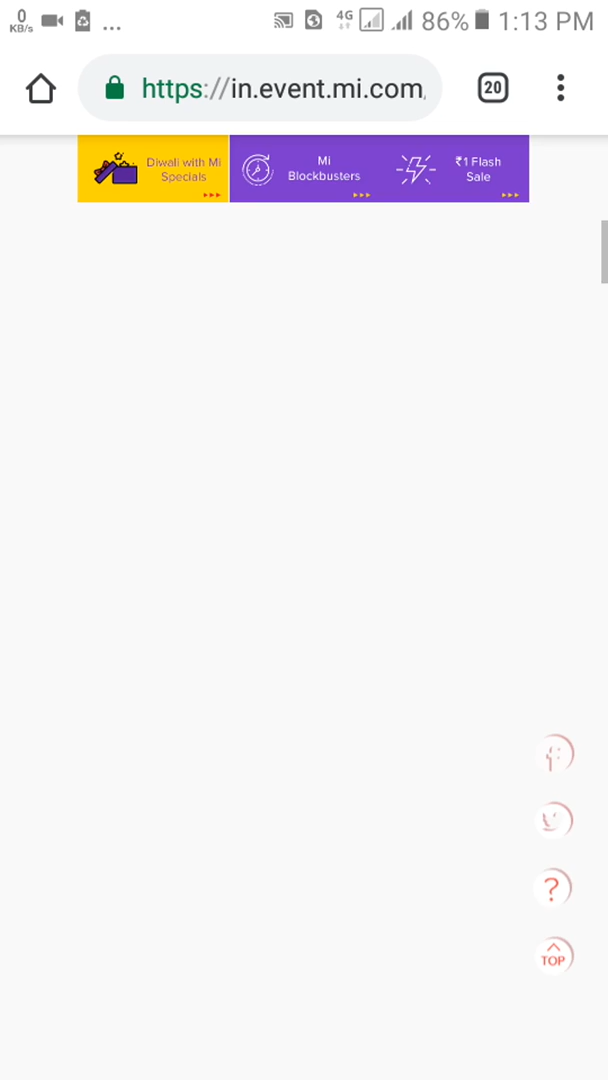 0
KB/s
...
4G
86%
1:13 PM
https://in.event.mi.com
20
Diwali with Mi
Specials
Mi
Blockbusters
₹1 Flash
Sale
?
TOP